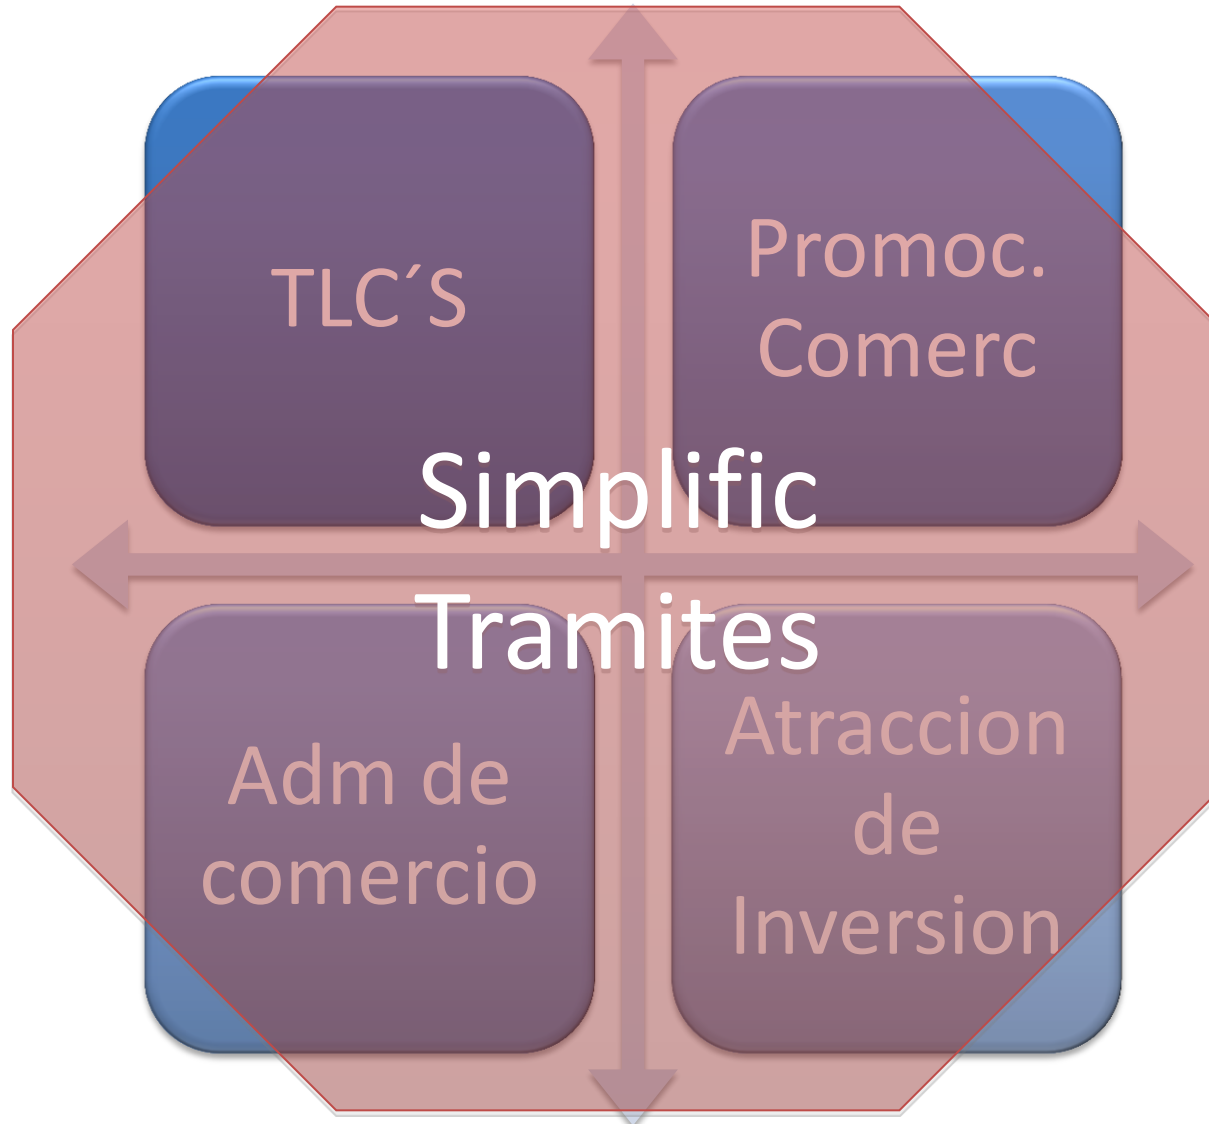 TLC´S
Promoc.
Comerc
Simplific
Tramites
Adm de
comercio
Atraccion
de
Inversion